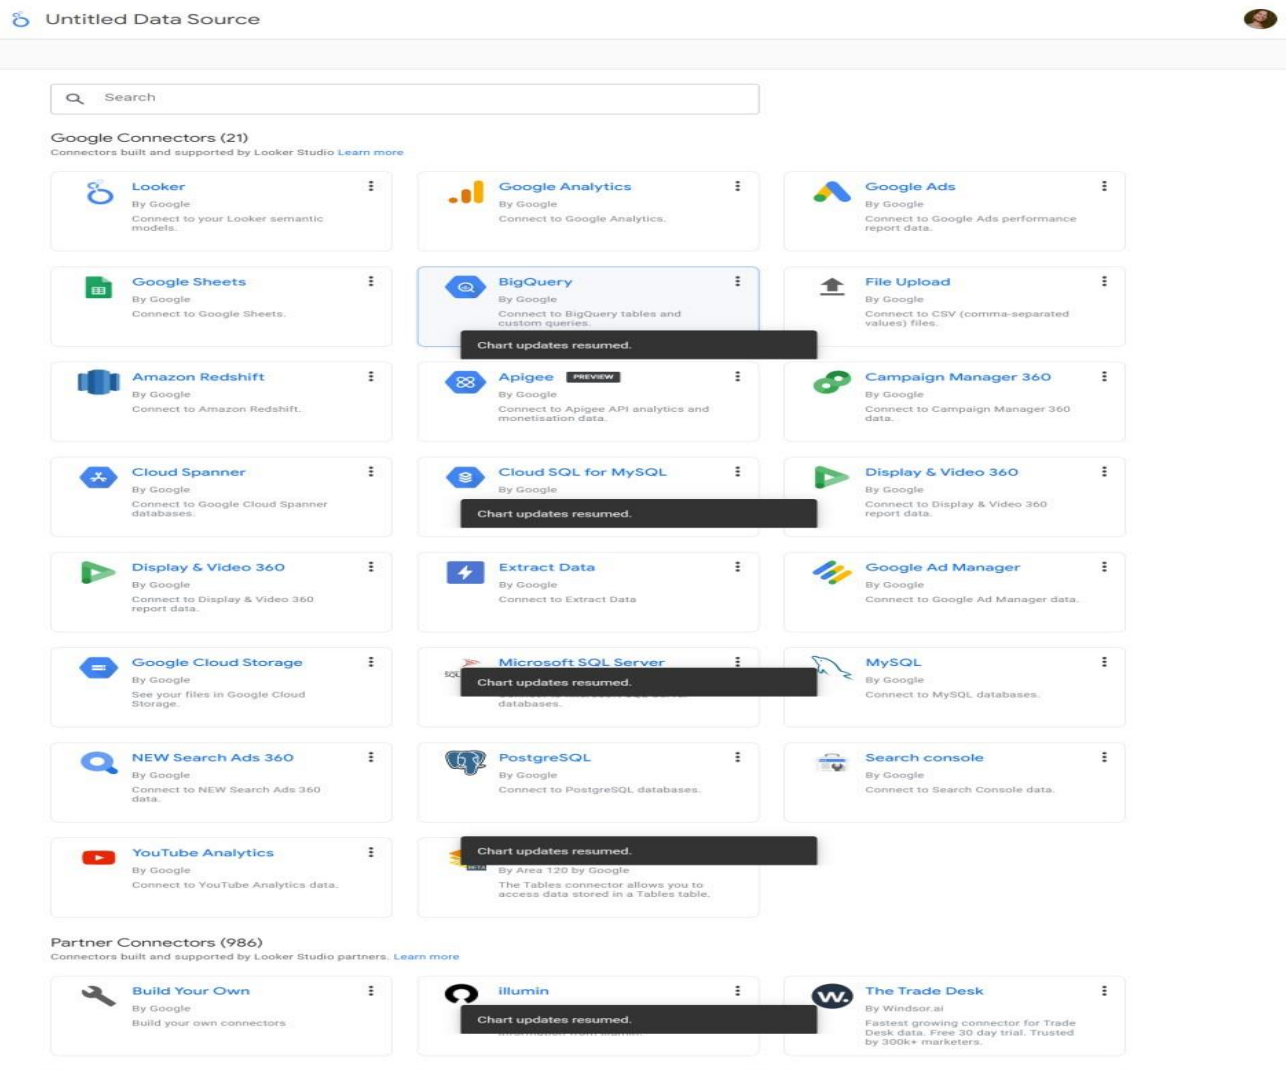 Untitled Data Source
Search
Google Connectors (21)
Connectors built and supported by Looker Studio Learn more
Looker
By Google
Connect to your Looker semantic
models.
Google Analytics
By Google
Connect to Google Analytics.
Google Ads
By Google
Connect to Google Ads performance
report data.
Google Sheets
By Google
Connect to Google Sheets.
BigQuery
By Google
Connect to BigQuery tables and
custom queries.
Chart updates resumed.
File Upload
By Google
Connect to CSV (comma-separated
values) files.
Amazon Redshift
By Google
Connect to Amazon Redshift.
Apigee PREVIEW
By Google
Connect to Apigee API analytics and
monetisation data.
Campaign Manager 360
By Google
Connect to Campaign Manager 360
data.
Cloud Spanner
By Google
Connect to Google Cloud Spanner
databases.
Cloud SQL for MySQL
By Google
Chart updates resumed.
Display & Video 360
By Google
Connect to Display & Video 360
report data.
Display & Video 360
By Google
Connect to Display & Video 360
report data.
Extract Data
By Google
Connect to Extract Data
Google Ad Manager
By Google
Connect to Google Ad Manager data.
Google Cloud Storage
By Google
See your files in Google Cloud
Storage.
Microsoft SQL Server
Chart updates resumed.
databases.
MySQL
By Google
Connect to MySQL databases.
NEW Search Ads 360
By Google
Connect to NEW Search Ads 360
data.
PostgreSQL
By Google
Connect to PostgreSQL databases.
Search console
By Google
Connect to Search Console data.
YouTube Analytics
By Google
Connect to YouTube Analytics data.
Chart updates resumed.
By Area 120 by Google
The Tables connector allows you to
access data stored in a Tables table.
Partner Connectors (986)
Connectors built and supported by Looker Studio partners. Learn more
Build Your Own
By Google
Build your own connectors
illumin
Chart updates resumed.
The Trade Desk
By Windsor.ai
Fastest growing connector for Trade
Desk data. Free 30 day trial. Trusted
by 300k+ marketers.